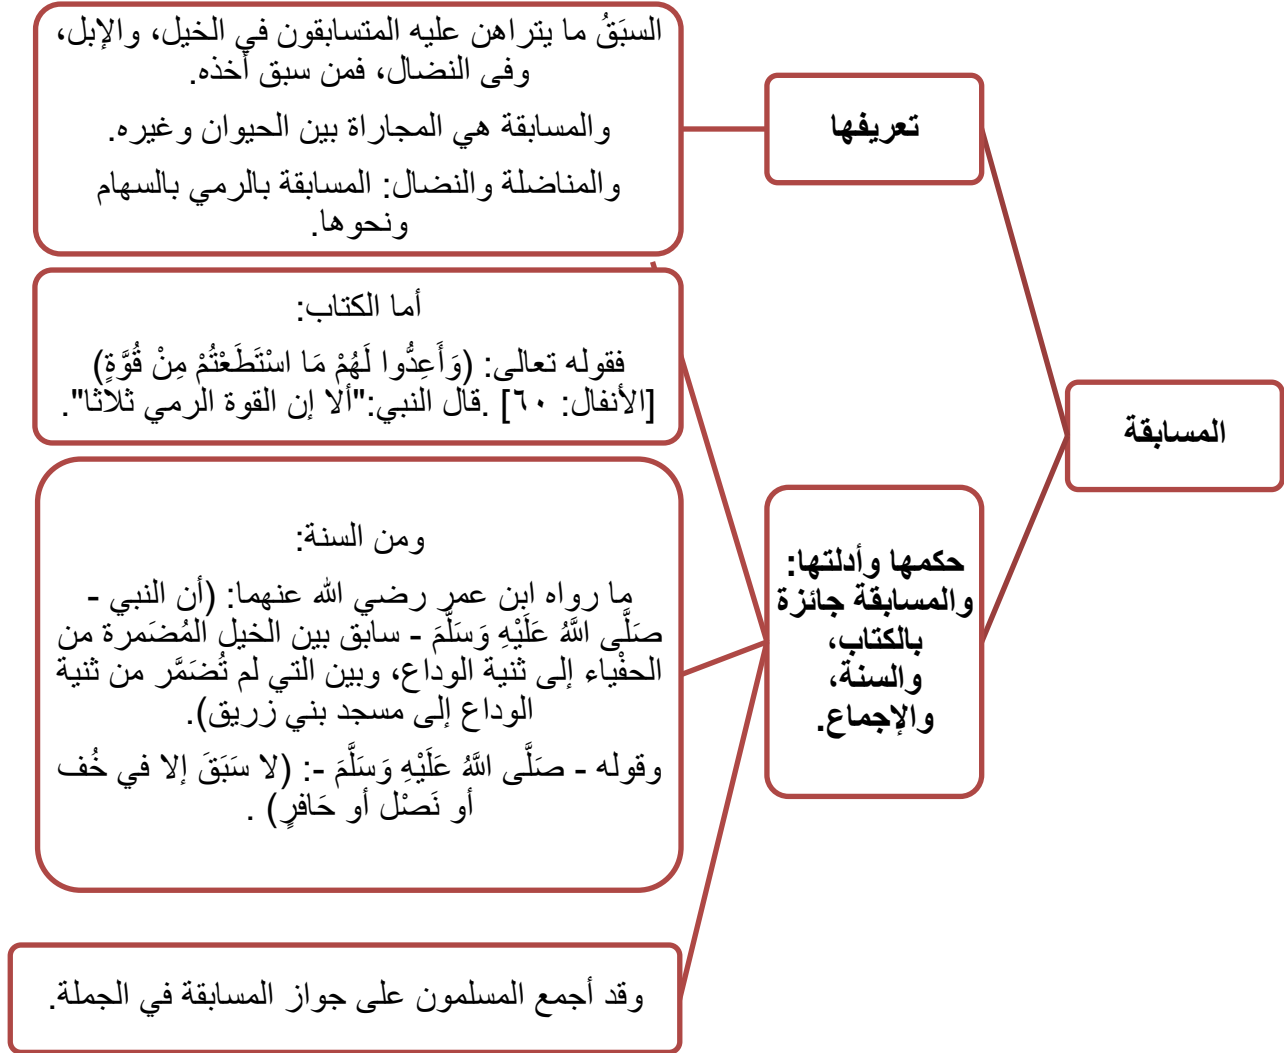 المسابقة
تعريفها
السبَقُ ما يتراهن عليه المتسابقون في الخيل، والإبل،
وفى النضال، فمن سبق أخذه.
والمسابقة هي المجاراة بين الحيوان وغيره.
والمناضلة والنضال: المسابقة بالرمي بالسهام
ونحوها.
حكمها وأدلتها:
والمسابقة جائزة
بالكتاب،
والسنة،
والإجماع.
أما الكتاب:
فقوله تعالى: (وَأَعِدُّوا لَهُمْ مَا اسْتَطَعْتُمْ مِنْ قُوَّةٍ)
[الأنفال: ٦٠] .قال النبي:"ألا إن القوة الرمي ثلاثا".
ومن السنة:
ما رواه ابن عمر رضي الله عنهما: (أن النبي -
صَلَّى اللَّهُ عَلَيْهِ وَسَلَّمَ - سابق بين الخيل المُضَمرة من
الحفْياء إلى ثنية الوداع، وبين التي لم تُضَمَّر من ثنية
الوداع إلى مسجد بني زريق).
وقوله - صَلَّى اللَّهُ عَلَيْهِ وَسَلَّمَ -: (لا سَبَقَ إلا في خُف
أو نَصْل أو حَافرٍ) .
وقد أجمع المسلمون على جواز المسابقة في الجملة.